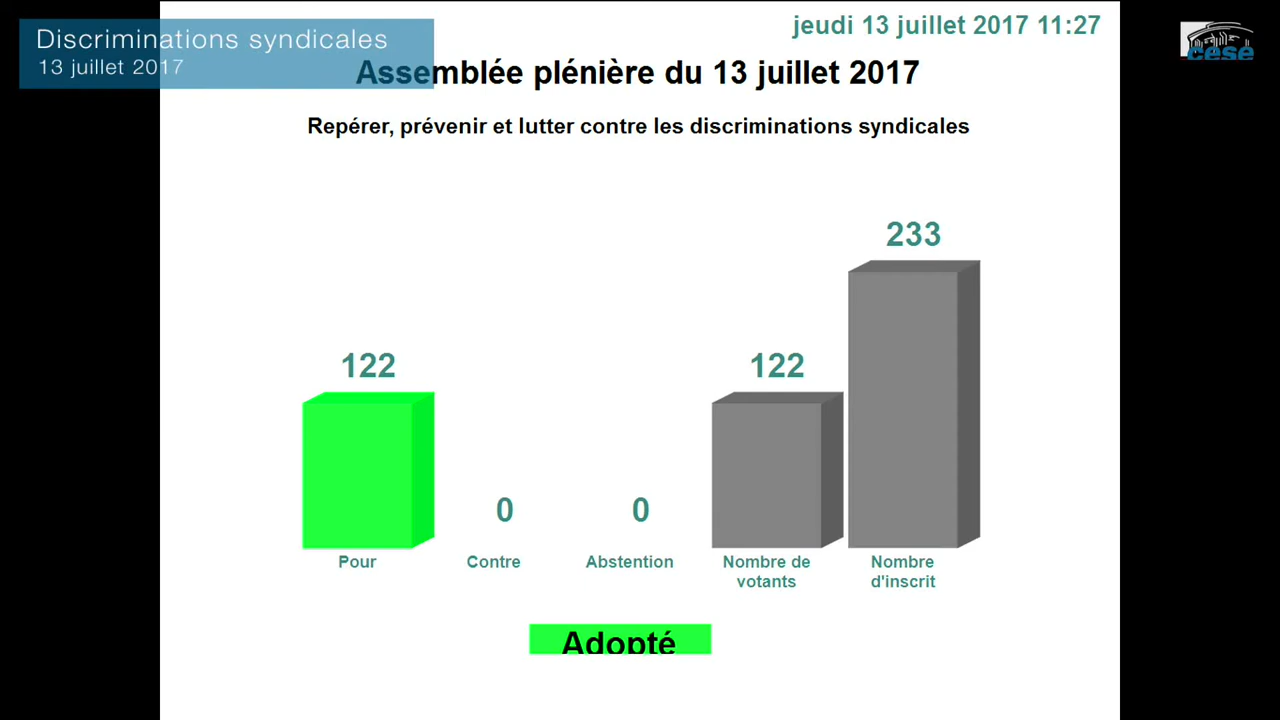 Discriminations syndicales
13 juillet 2017
jeudi 13 juillet 2017 11:27
cese
Assemblée plénière du 13 juillet 2017
Repérer, prévenir et lutter contre les discriminations syndicales
233
122
122
0
0
Pour
Contre
Abstention
Nombre de
votants
Nombre
d'inscrit
Adopté